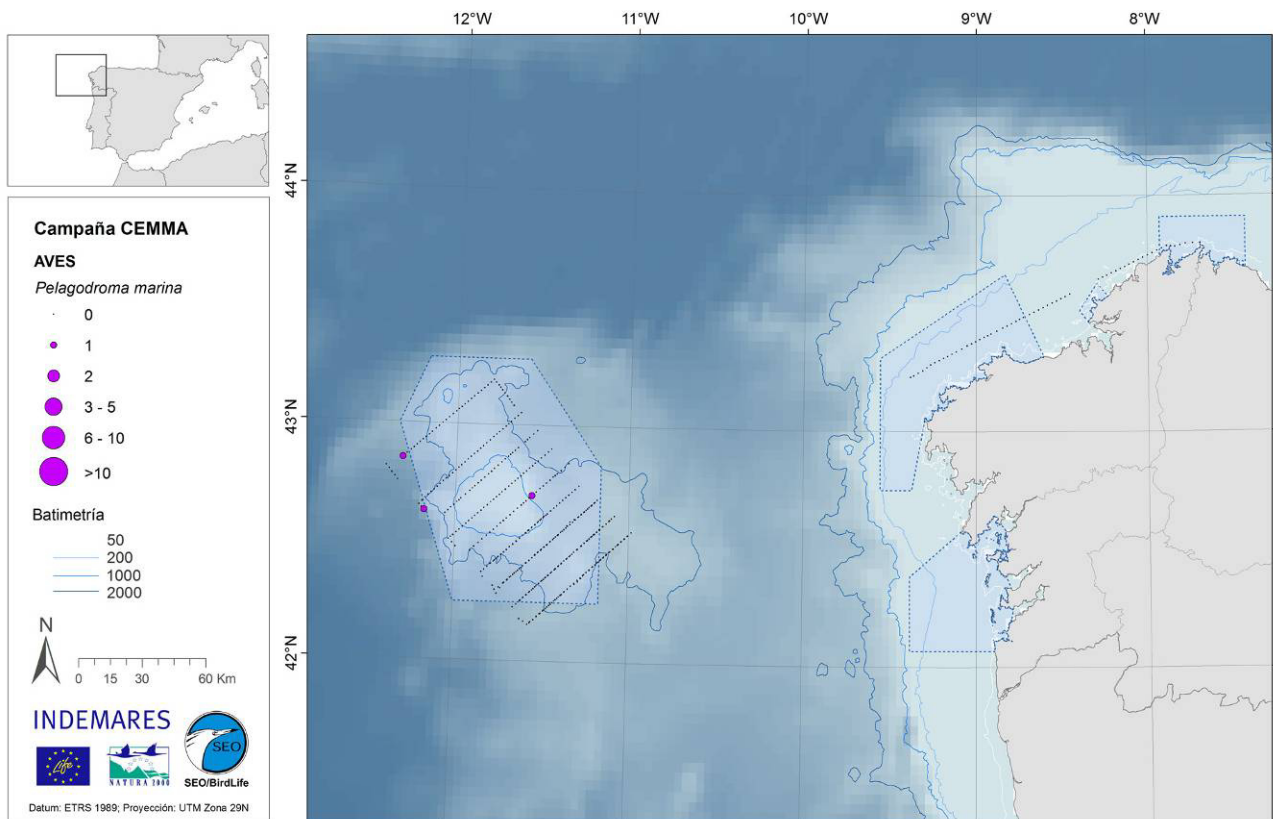 12°W 11°W 10°W 9°W 8°W
44°N
43°N
42°N
Campaña CEMMA
AVES
Pelagodroma marina
0
1
2
3 - 5
6 - 10
>10
Batimetría
50
200
1000
2000
N
0 15 30 60 Km
INDEMARES
Life
NATURA 2000
SEO
SEO/BirdLife
Datum: ETRS 1989; Proyección: UTM Zona 29N